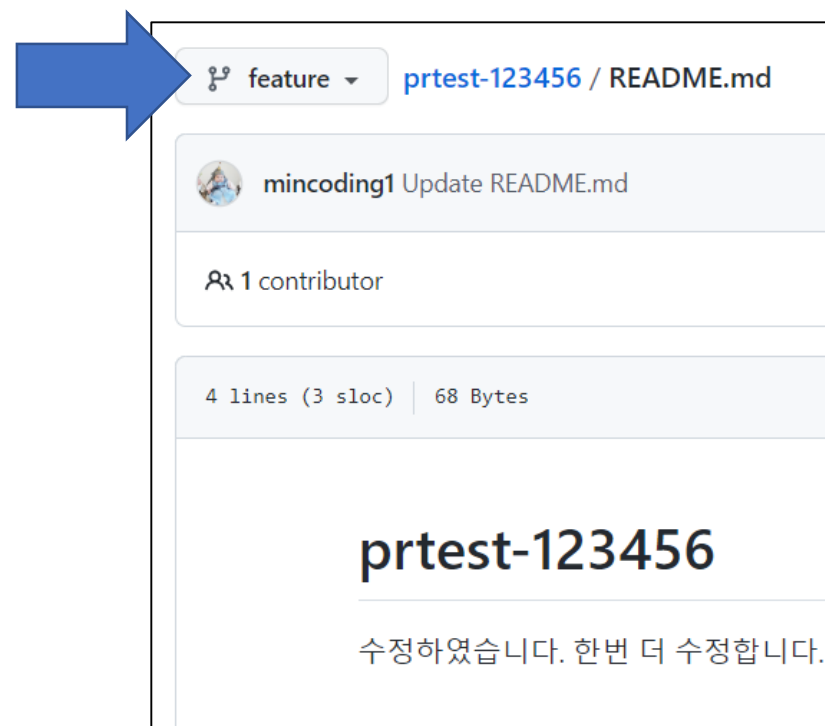 feature prtest-123456 / README.md
mincoding1 Update README.md
1 contributor
4 lines (3 sloc) 68 Bytes
prtest-123456
수정하였습니다. 한번 더 수정합니다.